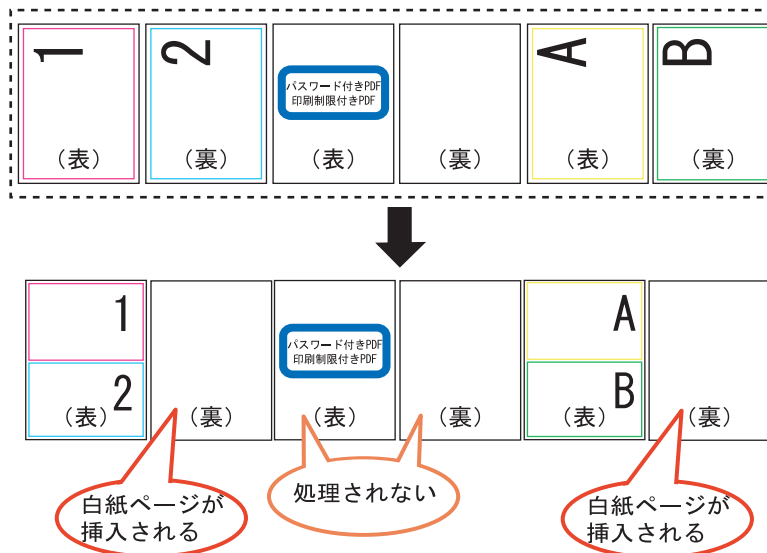 1
2
パスワード付きPDF
印刷制限付きPDF
A
B
(表)
(裏)
(表)
(裏)
(表)
(裏)
1
2
パスワード付きPDF
印刷制限付きPDF
A
B
(表)
(裏)
(表)
(裏)
(表)
(裏)
白紙ページが
挿入される
処理されない
白紙ページが
挿入される